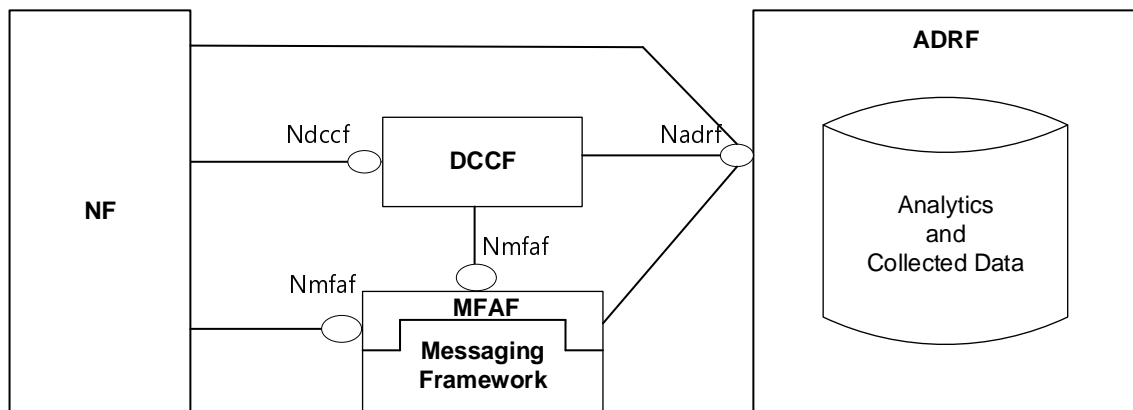 ADRF
Ndccf
Nadrf
DCCF
NF
Analytics
and
Collected Data
Nmfaf
Nmfaf
MFAF
Messaging
Framework